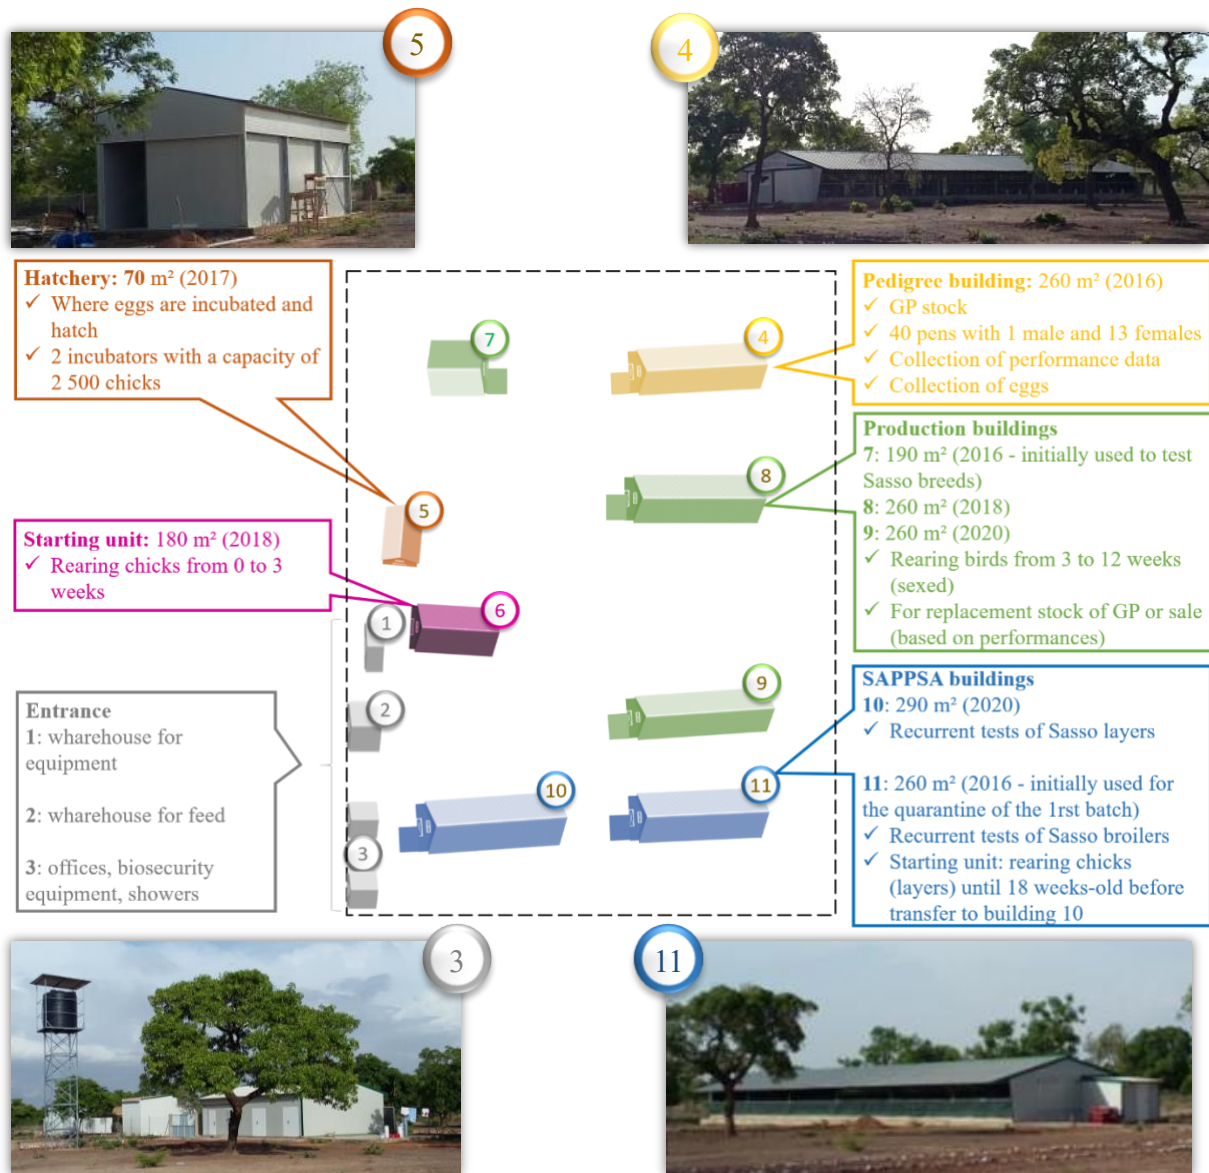 5
4
Hatchery: 70 m² (2017)
✓ Where eggs are incubated and
hatch
✓ 2 incubators with a capacity of
2 500 chicks
Pedigree building: 260 m² (2016)
✓ GP stock
✓ 40 pens with 1 male and 13 females
✓ Collection of performance data
✓ Collection of eggs
7
4
Production buildings
7: 190 m² (2016 - initially used to test
Sasso breeds)
8: 260 m² (2018)
9: 260 m² (2020)
✓ Rearing birds from 3 to 12 weeks
(sexed)
✓ For replacement stock of GP or sale
(based on performances)
8
5
Starting unit: 180 m² (2018)
✓ Rearing chicks from 0 to 3
weeks
6
1
9
2
Entrance
1: wharehouse for
equipment
2: wharehouse for feed
3: offices, biosecurity
equipment, showers
SAPPSA buildings
10: 290 m² (2020)
✓ Recurrent tests of Sasso layers
11: 260 m² (2016 - initially used for
the quarantine of the 1rst batch)
✓ Recurrent tests of Sasso broilers
✓ Starting unit: rearing chicks
(layers) until 18 weeks-old before
transfer to building 10
10
11
3
3
11